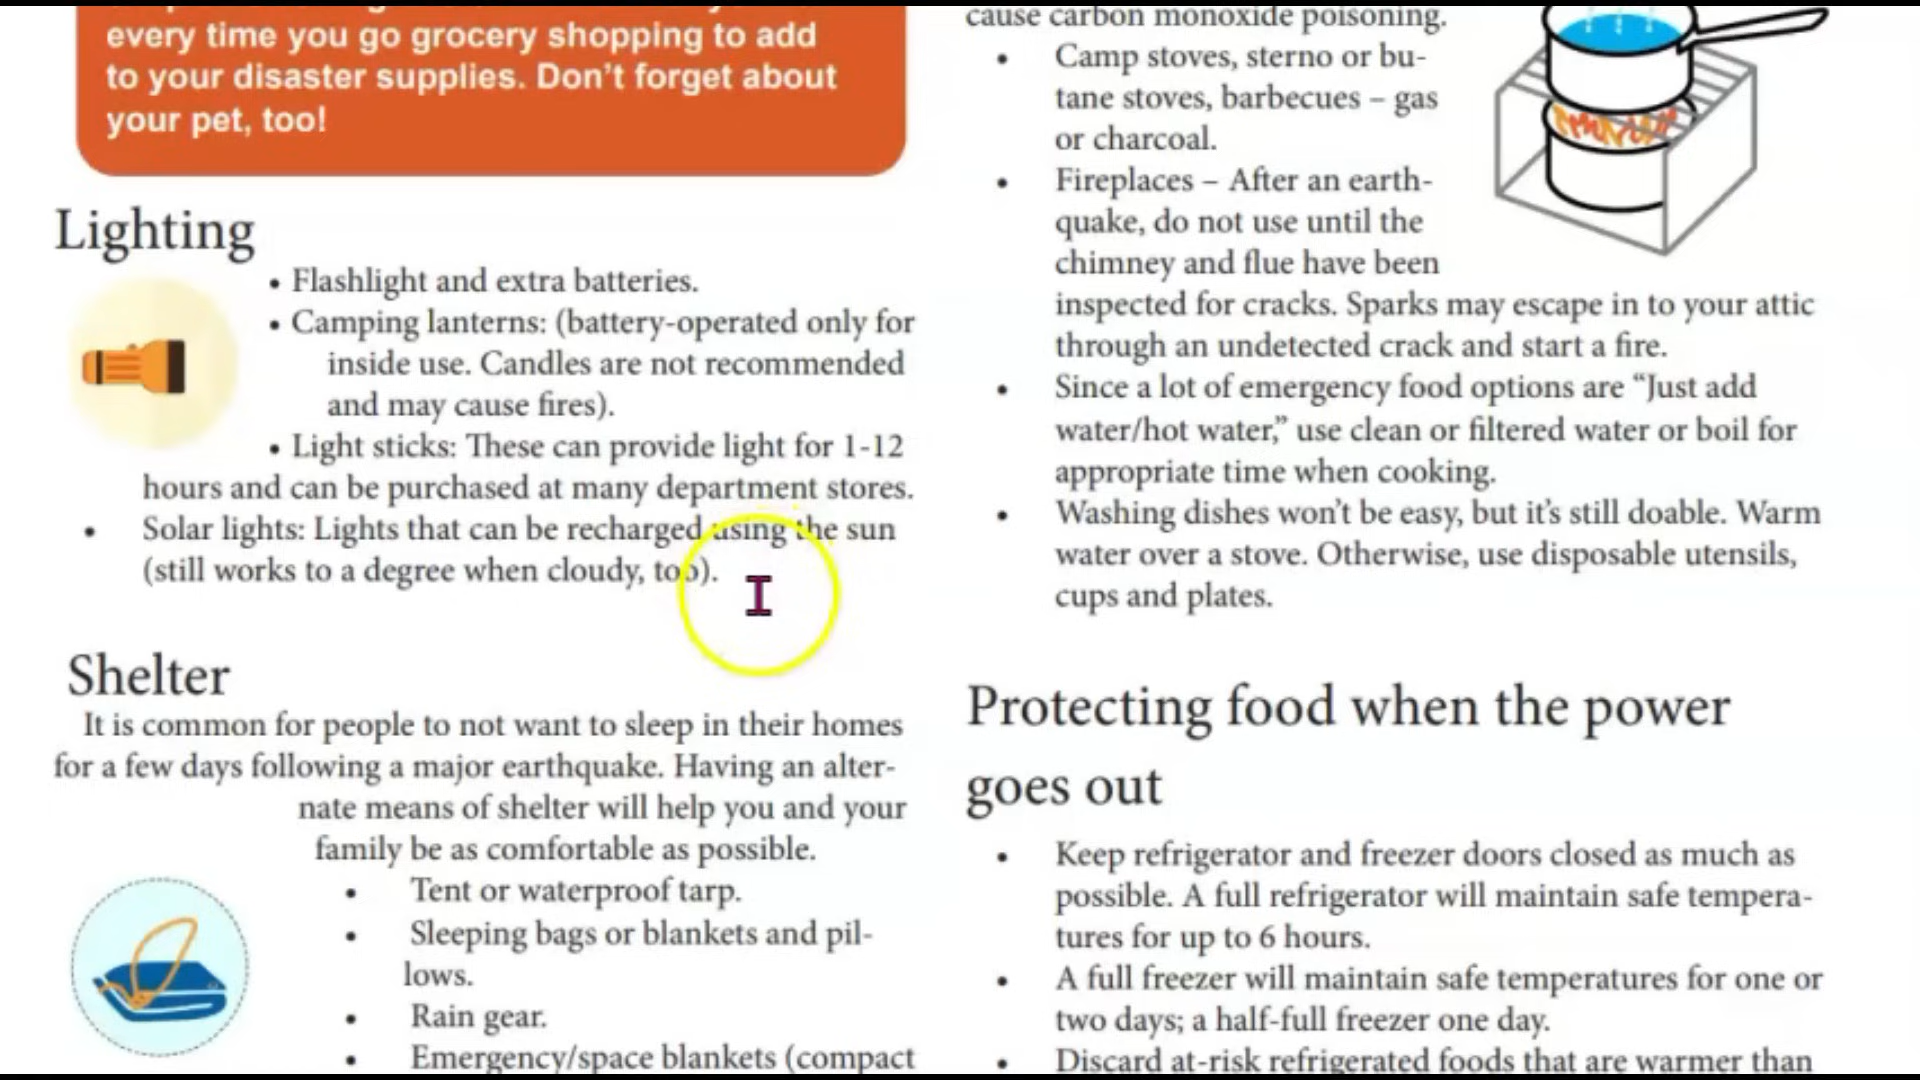 every time you go grocery shopping to add
to your disaster supplies. Don't forget about
your pet, too!
Lighting
• Flashlight and extra batteries.
• Camping lanterns: (battery-operated only for
inside use. Candles are not recommended
and may cause fires).
• Light sticks: These can provide light for 1-12
hours and can be purchased at many department stores.
• Solar lights: Lights that can be recharged using the sun
(still works to a degree when cloudy, too).
Shelter
It is common for people to not want to sleep in their homes
for a few days following a major earthquake. Having an alter-
nate means of shelter will help you and your
family be as comfortable as possible.
• Tent or waterproof tarp.
• Sleeping bags or blankets and pil-
lows.
• Rain gear.
• Emergency/space blankets (compact
cause carbon monoxide poisoning.
• Camp stoves, sterno or bu-
tane stoves, barbecues – gas
or charcoal.
• Fireplaces – After an earth-
quake, do not use until the
chimney and flue have been
inspected for cracks. Sparks may escape in to your attic
through an undetected crack and start a fire.
• Since a lot of emergency food options are “Just add
water/hot water,” use clean or filtered water or boil for
appropriate time when cooking.
• Washing dishes won't be easy, but it's still doable. Warm
water over a stove. Otherwise, use disposable utensils,
cups and plates.
Protecting food when the power
goes out
• Keep refrigerator and freezer doors closed as much as
possible. A full refrigerator will maintain safe tempera-
tures for up to 6 hours.
• A full freezer will maintain safe temperatures for one or
two days; a half-full freezer one day.
• Discard at-risk refrigerated foods that are warmer than